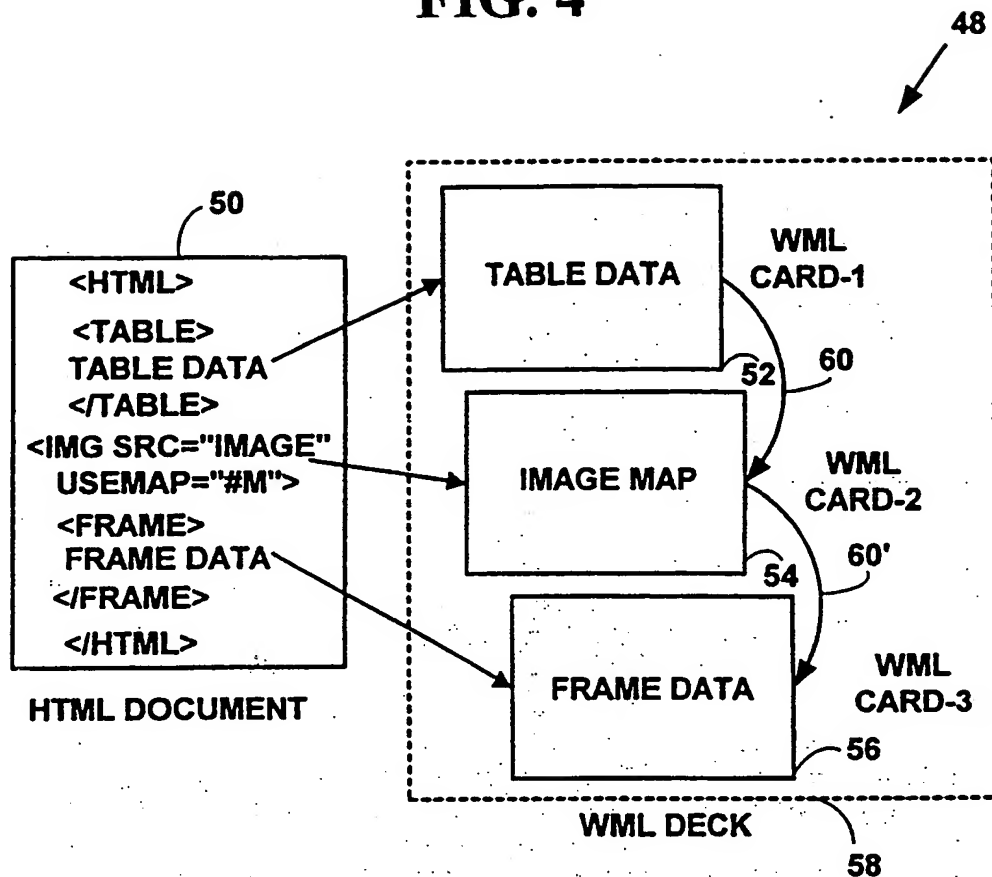 FIG. 4
48
50
<HTML>
<TABLE>
TABLE DATA
</TABLE>
<IMG SRC="IMAGE"
USEMAP="#M">
<FRAME>
FRAME DATA
</FRAME>
</HTML>
HTML DOCUMENT
TABLE DATA
WML
CARD-1
52
60
IMAGE MAP
WML
CARD-2
54
60'
FRAME DATA
WML
CARD-3
56
WML DECK
58